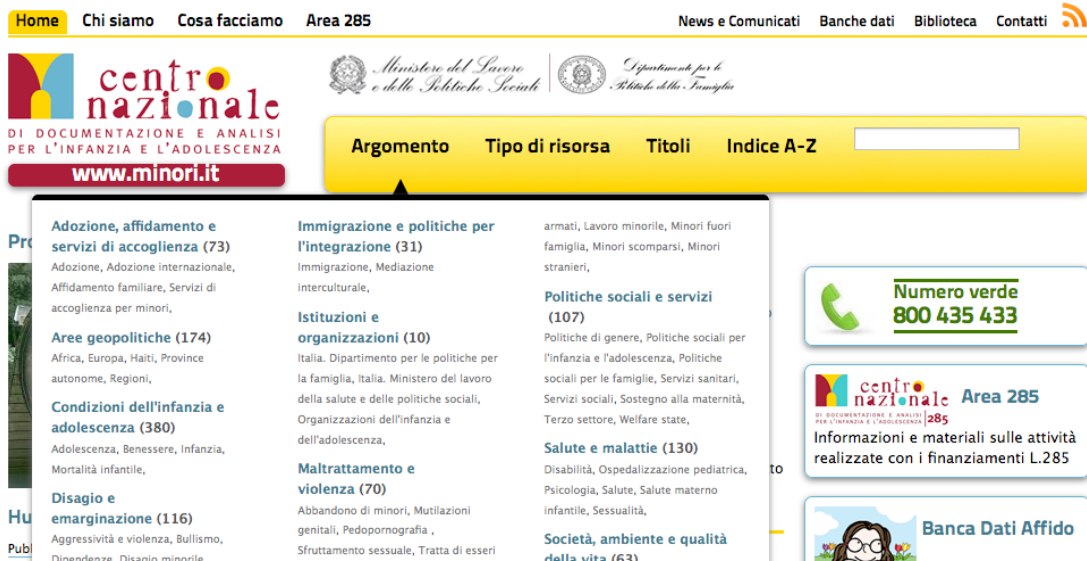 Home Chi siamo Cosa facciamo Area 285
News e Comunicati Banche dati Biblioteca Contatti
centro
nazionale
DI DOCUMENTAZIONE E ANALISI
PER L'INFANZIA E L'ADOLESCENZA
www.minori.it
Ministero del Lavoro
e delle Politiche Sociali
Dipartimento per le
Politiche della Famiglia
Argomento Tipo di risorsa Titoli Indice A-Z
Adozione, affidamento e
servizi di accoglienza (73)
Adozione, Adozione internazionale,
Affidamento familiare, Servizi di
accoglienza per minori,
Aree geopolitiche (174)
Africa, Europa, Haiti, Province
autonome, Regioni,
Condizioni dell'infanzia e
adolescenza (380)
Adolescenza, Benessere, Infanzia,
Mortalità infantile,
Disagio e
emarginazione (116)
Aggressività e violenza, Bullismo,
Dipendenze, Disagio minorile
Immigrazione e politiche per
l'integrazione (31)
Immigrazione, Mediazione
interculturale,
Istituzioni e
organizzazioni (10)
Italia. Dipartimento per le politiche per
la famiglia, Italia. Ministero del lavoro
della salute e delle politiche sociali,
Organizzazioni dell'infanzia e
dell'adolescenza,
Maltrattamento e
violenza (70)
Abbandono di minori, Mutilazioni
genitali, Pedopornografia ,
Sfruttamento sessuale, Tratta di esseri
armati, Lavoro minorile, Minori fuori
famiglia, Minori scomparsi, Minori
stranieri,
Politiche sociali e servizi
(107)
Politiche di genere, Politiche sociali per
l'infanzia e l'adolescenza, Politiche
sociali per le famiglie, Servizi sanitari,
Servizi sociali, Sostegno alla maternità,
Terzo settore, Welfare state,
Salute e malattie (130)
Disabilità, Ospedalizzazione pediatrica,
Psicologia, Salute, Salute materno
infantile, Sessualità,
Società, ambiente e qualità
della vita (63)
Pro
Hu
Publ
to
Numero verde
800 435 433
centro
nazionale
DI DOCUMENTAZIONE E ANALISI
PER L'INFANZIA E L'ADOLESCENZA
285
Area 285
Informazioni e materiali sulle attività
realizzate con i finanziamenti L.285
Banca Dati Affido